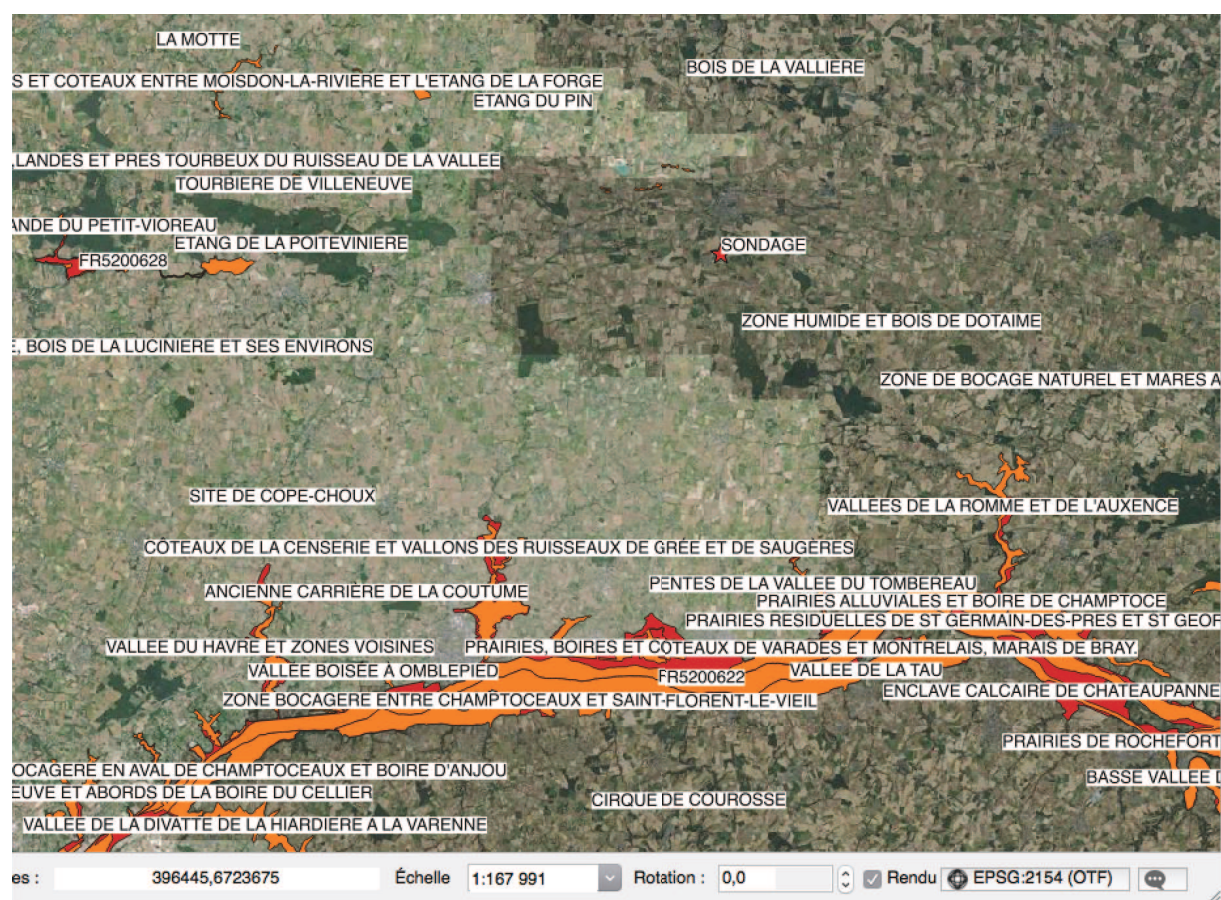 LA MOTTE
BOIS DE LA VALLIERE
S ET COTEAUX ENTRE MOISDON-LA-RIVIERE ET L'ETANG DE LA FORGE
ETANG DU PIN
LANDES ET PRES TOURBEUX DU RUISSEAU DE LA VALLEE
TOURBIERE DE VILLENEUVE
ANDE DU PETIT-VIOREAU
ETANG DE LA POITEVINIERE
SONDAGE
FR5200628
ZONE HUMIDE ET BOIS DE DOTAIME
E, BOIS DE LA LUCINIERE ET SES ENVIRONS
ZONE DE BOCAGE NATUREL ET MARES A
SITE DE COPE-CHOUX
VALLEES DE LA ROMME ET DE L'AUXENCE
CÔTEAUX DE LA CENSERIE ET VALLONS DES RUISSEAUX DE GRÉE ET DE SAUGÈRES
PENTES DE LA VALLEE DU TOMBEREAU
ANCIENNE CARRIÈRE DE LA COUTUME
PRAIRIES ALLUVIALES ET BOIRE DE CHAMPTOCE
PRAIRIES RESIDUELLES DE ST GERMAIN-DES-PRES ET ST GEOF
VALLEE DU HAVRE ET ZONES VOISINES
PRAIRIES, BOIRES ET COTEAUX DE VARADES ET MONTRELAIS, MARAIS DE BRAY.
VALLEE BOISEE A OMBLEPIED
VALLEE DE LA TAU
FR5200622
ENCLAVE CALCAIRE DE CHATEAUPANNE
ZONE BOCAGERE ENTRE CHAMPTOCEAUX ET SAINT-FLORENT-LE-VIEIL
PRAIRIES DE ROCHEFORT
OCAGERE EN AVAL DE CHAMPTOCEAUX ET BOIRE D'ANJOU
BASSE VALLEE D
EUVE ET ABORDS DE LA BOIRE DU CELLIER
CIRQUE DE COUROSSE
VALLEE DE LA DIVATTE DE LA HIARDIERE A LA VARENNE
es : 396445,6723675 Échelle 1:167 991 Rotation : 0,0 Rendu EPSG:2154 (OTF)